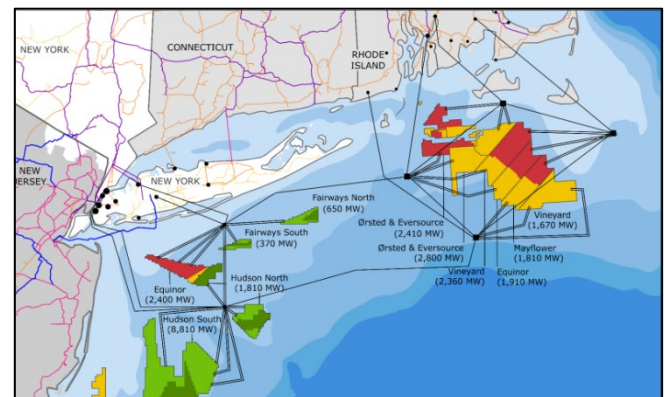 NEW YORK
CONNECTICUT
RHODE
ISLAND
NEW
JERSEY
NEW YORK
Fairways North
(650 MW)
Fairways South
(370 MW)
Equinor
(2,400 MW)
Hudson North
(1,810 MW)
Hudson South
(8,810 MW)
Ørsted & Eversource
(2,410 MW)
Ørsted & Eversource
(2,800 MW)
Vineyard
(2,360 MW)
Equinor
(1,910 MW)
Mayflower
(1,810 MW)
Vineyard
(1,670 MW)